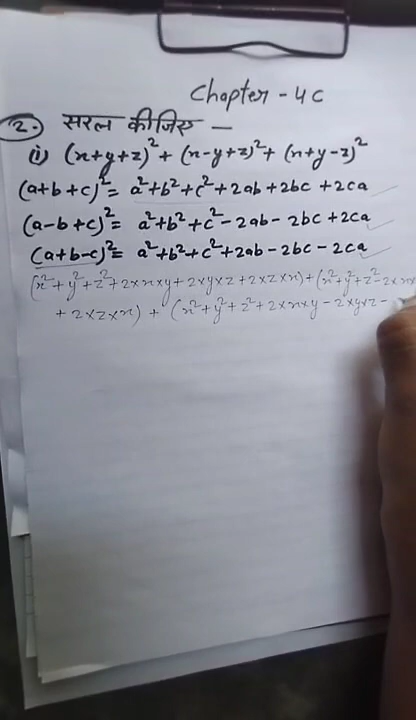 Chapter - 4C
2. सरल कीजिए —
(i) (x+y+z)² + (x-y+z)² + (x+y-z)²
(a+b+c)² = a²+b²+c²+2ab+2bc+2ca
(a-b+c)² = a²+b²+c²-2ab-2bc+2ca
(a+b-c)² = a²+b²+c²+2ab-2bc-2ca
(x²+y²+z²+2×x×y+2×y×z+2×z×x)+(x²+y²+z²-2×x×
+2×z×x) + (x²+y²+z²+2×x×y-2×y×z-